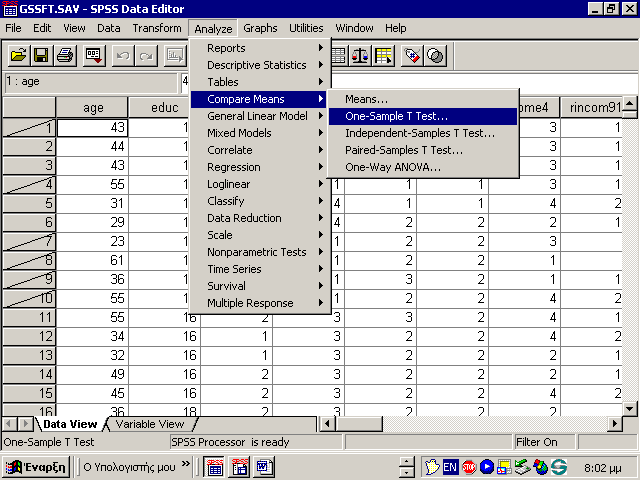 GSSFT.SAV - SPSS Data Editor
File Edit View Data Transform Analyze Graphs Utilities Window Help
1 : age 4
Reports
Descriptive Statistics
Tables
Compare Means
General Linear Model
Mixed Models
Correlate
Regression
Loglinear
Classify
Data Reduction
Scale
Nonparametric Tests
Time Series
Survival
Multiple Response
Means...
One-Sample T Test...
Independent-Samples T Test...
Paired-Samples T Test...
One-Way ANOVA...
age educ ome4 rincom91
1 43 1 3 1
2 44 1 3 1
3 43 1 3 1
4 55 1 1 1 1 3 1
5 31 1 4 1 1 4 2
6 29 1 4 2 2 2 1
7 23 1 1 2 2 3
8 61 1 1 2 2 1
9 36 1 3 2 2 4 1
10 55 1 1 2 2 4 2
11 55 16 2 3 3 2 4 2
12 34 16 1 3 2 2 4 1
13 32 16 1 3 2 2 4 1
14 49 16 2 3 2 2 4 1
15 45 16 2 3 2 2 4 2
16 36 18 2 3 2 2 4 2
Data View Variable View
One-Sample T Test SPSS Processor is ready Filter On
Έναρξη Ο Υπολογιστής μου » W EN STOP 8:02 μμ